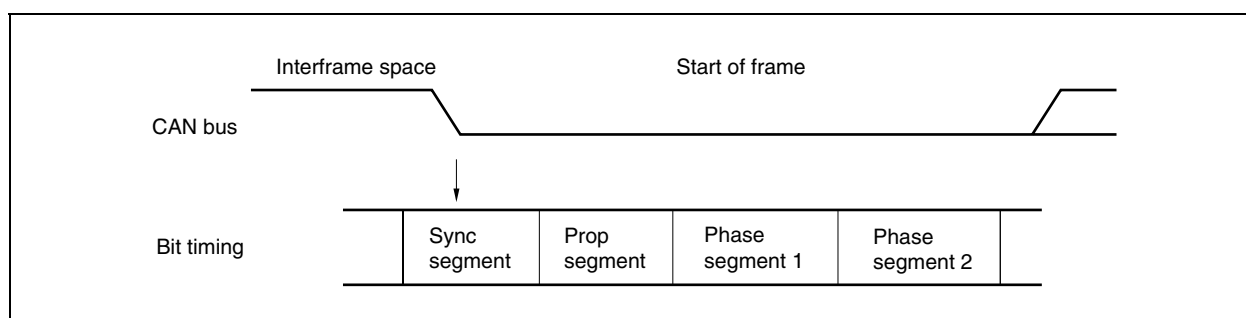 Interframe space
Start of frame
CAN bus
Bit timing
Sync
segment
Prop
segment
Phase
segment 1
Phase
segment 2